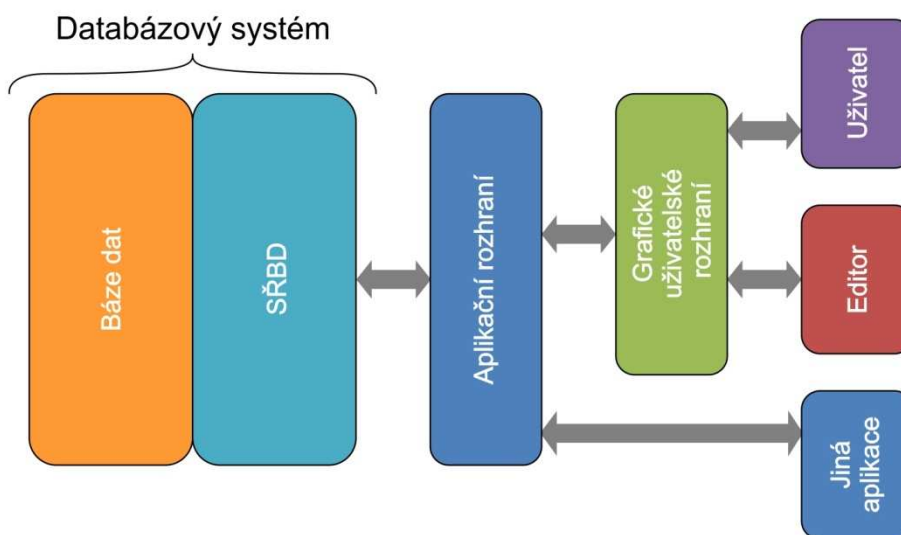 Databázový systém
Báze dat
SŘBD
Aplikační rozhraní
Grafické
uživatelské
rozhraní
Uživatel
Editor
Jiná
aplikace